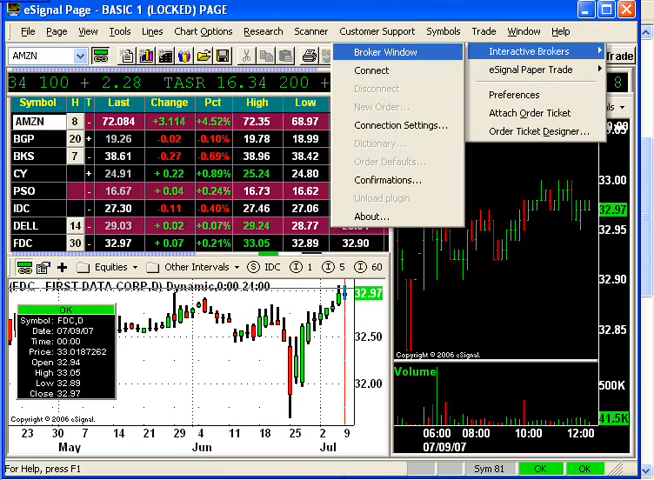 eSignal Page - BASIC 1 (LOCKED) PAGE
File Page View Tools Lines Chart Options Research Scanner Customer Support Symbols Trade Window Help
AMZN
Trade
34 100 + 2.28 TASR 16.34 200 +
8
Symbol H T Last Change Pct High Low
AMZN 8 - 72.084 +3.114 +4.52% 72.35 68.97
BGP 20 + 19.26 -0.02 -0.10% 19.78 18.99
BKS 7 - 38.61 -0.27 -0.69% 38.96 38.42
CY + 24.91 + 0.22 +0.89% 25.24 24.80
PSO - 16.67 + 0.04 +0.24% 16.73 16.62
IDC - 27.30 -0.11 -0.40% 27.46 27.06
DELL 14 - 29.03 + 0.02 +0.07% 29.24 28.77
FDC 30 - 32.97 + 0.07 +0.21% 33.05 32.89 32.90
Broker Window
Connect
Disconnect
New Order...
Connection Settings...
Dictionary...
Order Defaults...
Confirmations...
Unload plugin
About...
Interactive Brokers
eSignal Paper Trade
Preferences
Attach Order Ticket
Order Ticket Designer...
33.00
32.97
32.95
32.90
32.85
Copyright © 2006 eSignal.
Volume
500K
41.5K
06:00 08:00 10:00 12:00
07/09/07
Equities Other Intervals S IDC I 1 I 5 I 60
(FDC - FIRST DATA CORP,D) Dynamic,0:00 24:00
32.97
32.50
32.00
OK
Symbol: FDC,D
Date: 07/09/07
Time: 00:00
Price: 33.0187262
Open 32.94
High 33.05
Low 32.89
Close 32.97
Copyright © 2006 eSignal.
23 30 7 14 21 29 4 11 18 25 2 9
May Jun Jul
For Help, press F1
Sym 81 OK OK